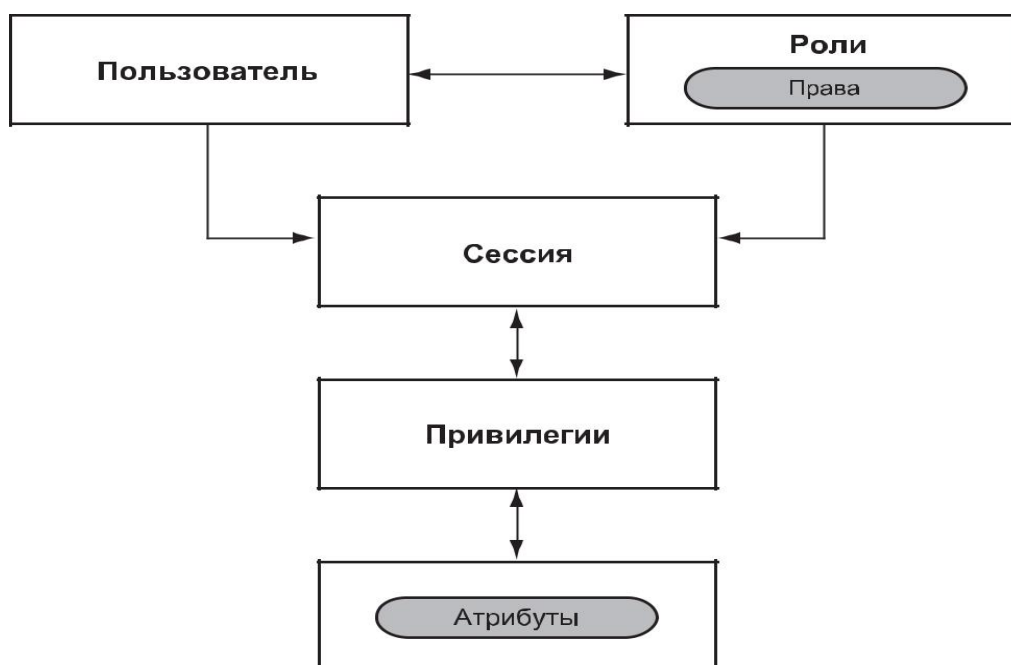 Пользователь
Роли
Права
Сессия
Привилегии
Атрибуты